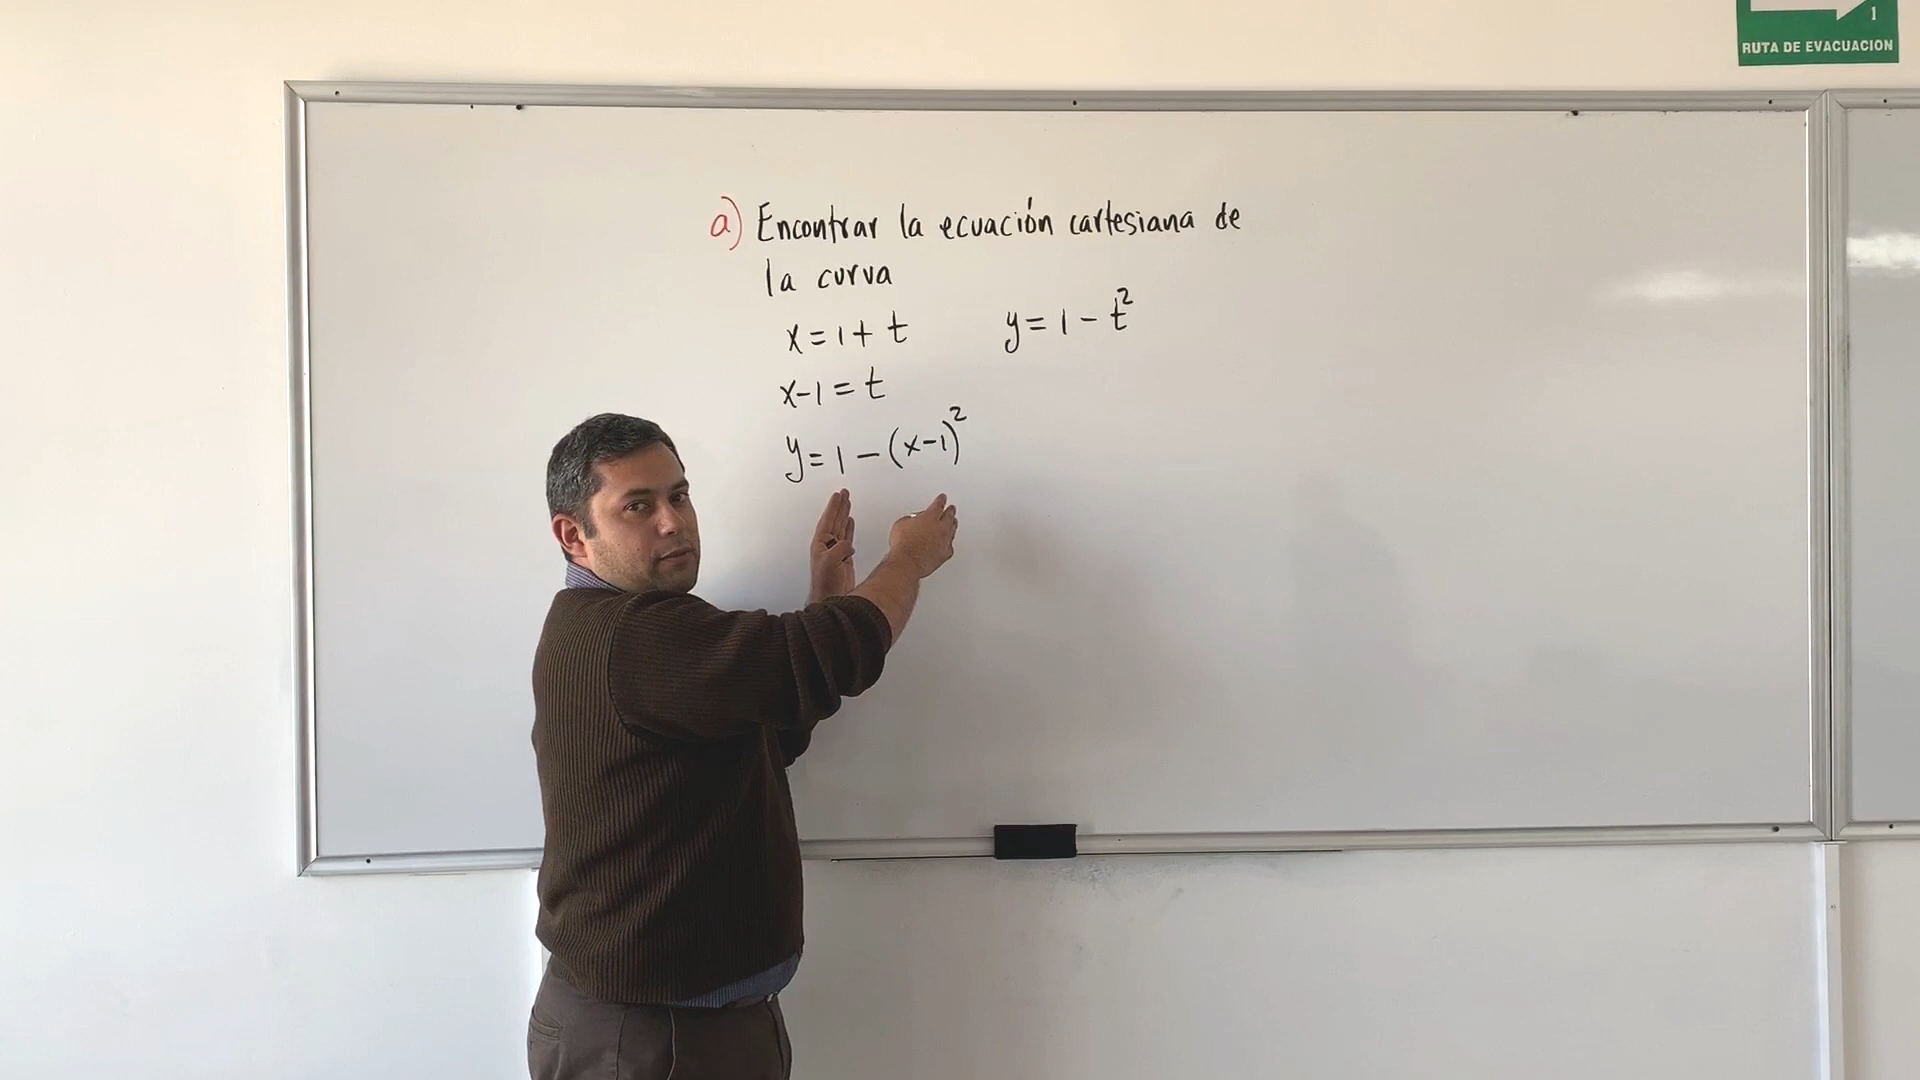 1
RUTA DE EVACUACION
a) Encontrar la ecuación cartesiana de
la curva
x = 1 + t    y = 1 - t²
x-1 = t
y = 1 - (x-1)²